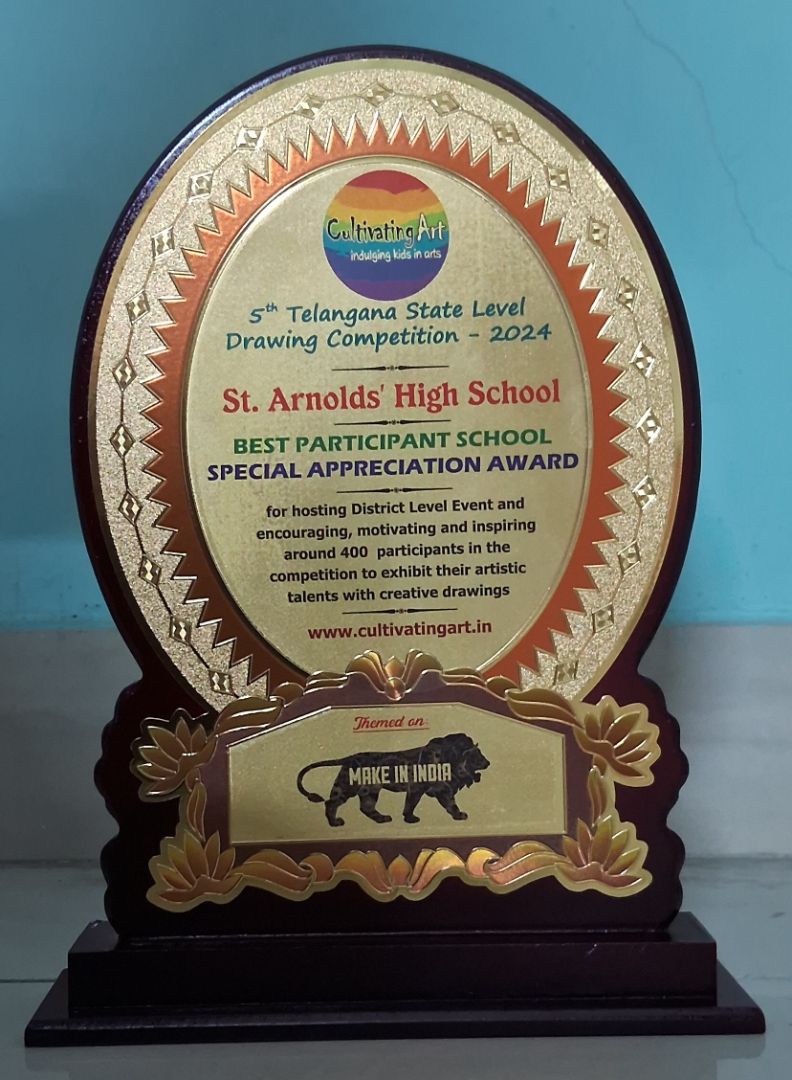 Cultivating Art
indulging kids in arts
5th Telangana State Level
Drawing Competition - 2024
St. Arnolds' High School
BEST PARTICIPANT SCHOOL
SPECIAL APPRECIATION AWARD
for hosting District Level Event and
encouraging, motivating and inspiring
around 400 participants in the
competition to exhibit their artistic
talents with creative drawings
www.cultivatingart.in
Themed on:
MAKE IN INDIA